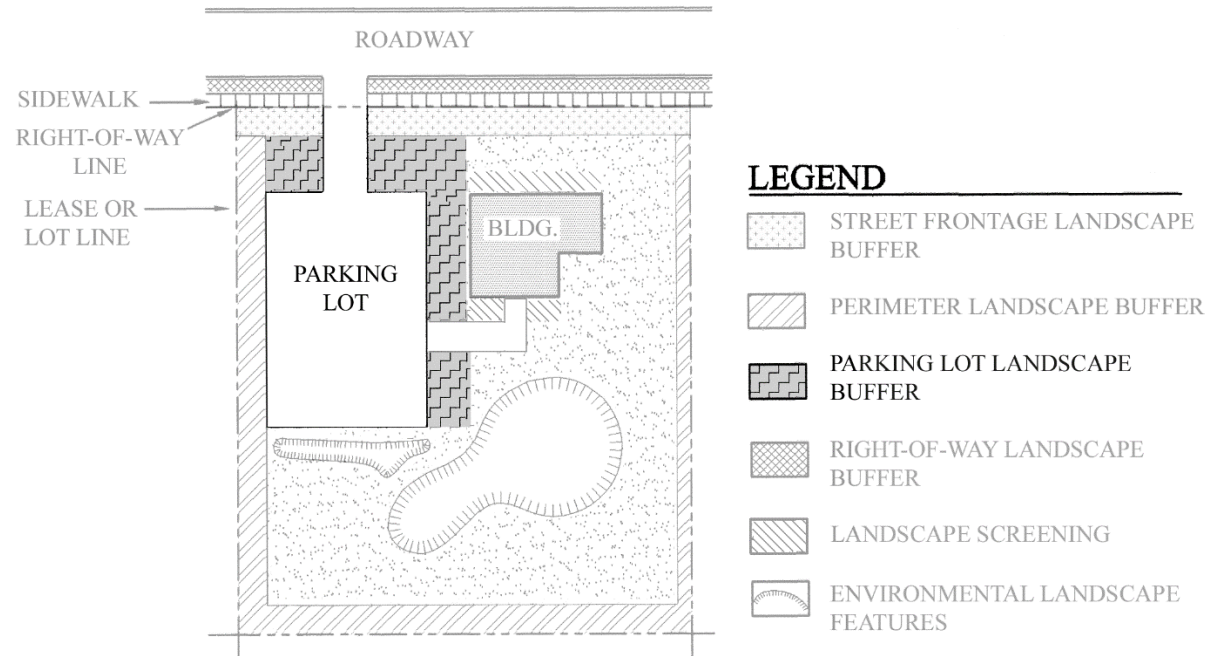 ROADWAY
SIDEWALK
RIGHT-OF-WAY
LINE
LEASE OR
LOT LINE
BLDG.
PARKING
LOT
LEGEND
STREET FRONTAGE LANDSCAPE
BUFFER
PERIMETER LANDSCAPE BUFFER
PARKING LOT LANDSCAPE
BUFFER
RIGHT-OF-WAY LANDSCAPE
BUFFER
LANDSCAPE SCREENING
ENVIRONMENTAL LANDSCAPE
FEATURES